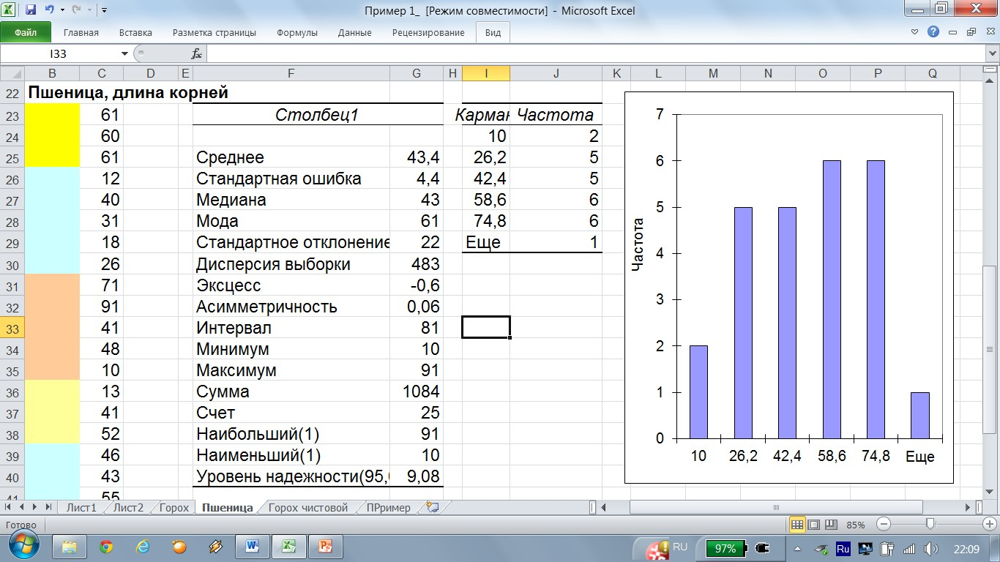 Пример 1_ [Режим совместимости] - Microsoft Excel
Файл Главная Вставка Разметка страницы Формулы Данные Рецензирование Вид
I33 fx
B C D E F G H I J K L M N O P Q
22 Пшеница, длина корней
23 61 Столбец1 Карман Частота
24 60 10 2
25 61 Среднее 43,4 26,2 5
26 12 Стандартная ошибка 4,4 42,4 5
27 40 Медиана 43 58,6 6
28 31 Мода 61 74,8 6
29 18 Стандартное отклонение 22 Еще 1
30 26 Дисперсия выборки 483
31 71 Эксцесс -0,6
32 91 Асимметричность 0,06
33 41 Интервал 81
34 48 Минимум 10
35 10 Максимум 91
36 13 Сумма 1084
37 41 Счет 25
38 52 Наибольший(1) 91
39 46 Наименьший(1) 10
40 43 Уровень надежности(95, 9,08
41 55
7
6
5
4
3
2
1
0
Частота
10 26,2 42,4 58,6 74,8 Еще
Лист1 Лист2 Горох Пшеница Горох чистовой ПРример
Готово 85%
RU 97% Ru 22:09